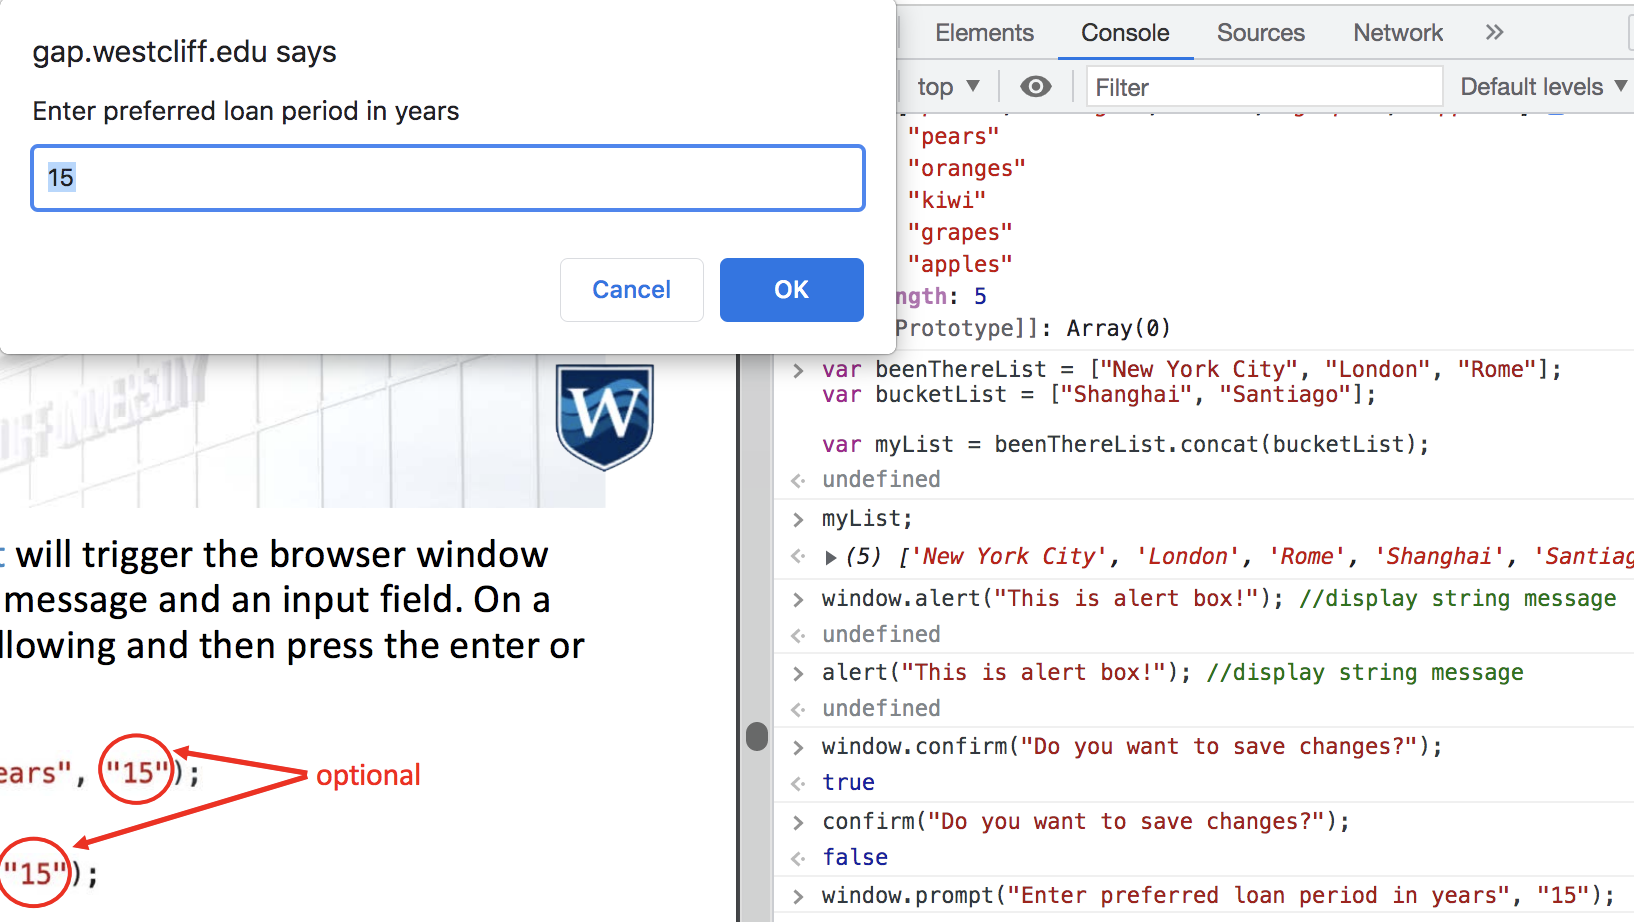 gap.westcliff.edu says
Enter preferred loan period in years
15
Cancel
OK
W
will trigger the browser window
message and an input field. On a
llowing and then press the enter or
ears", "15");
optional
"15");
Elements Console Sources Network »
top ▼ Filter Default levels ▼
"pears"
"oranges"
"kiwi"
"grapes"
"apples"
ngth: 5
Prototype]]: Array(0)
> var beenThereList = ["New York City", "London", "Rome"];
var bucketList = ["Shanghai", "Santiago"];
var myList = beenThereList.concat(bucketList);
undefined
> myList;
▶ (5) ['New York City', 'London', 'Rome', 'Shanghai', 'Santiag
> window.alert("This is alert box!"); //display string message
undefined
> alert("This is alert box!"); //display string message
undefined
> window.confirm("Do you want to save changes?");
true
> confirm("Do you want to save changes?");
false
> window.prompt("Enter preferred loan period in years", "15");